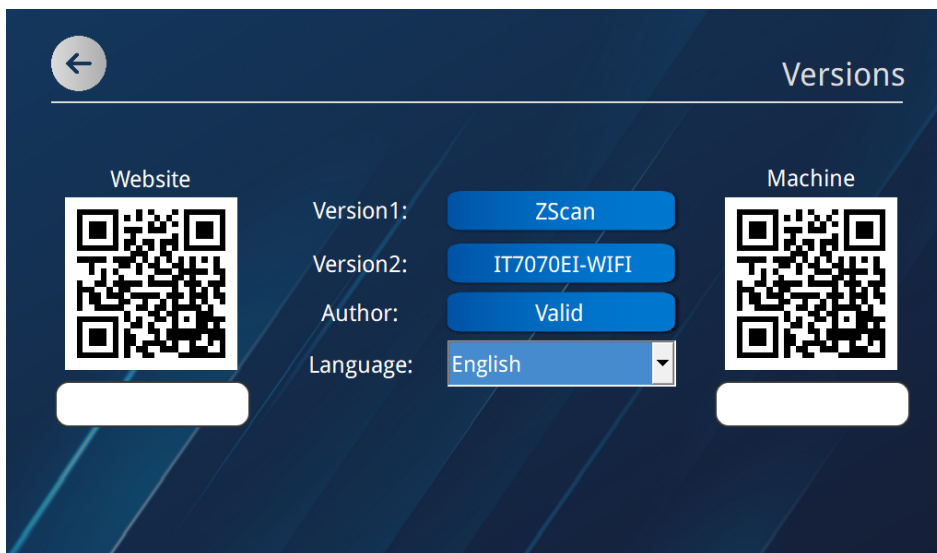 Versions
Website
Machine
Version1: ZScan
Version2: IT7070EI-WIFI
Author: Valid
Language: English